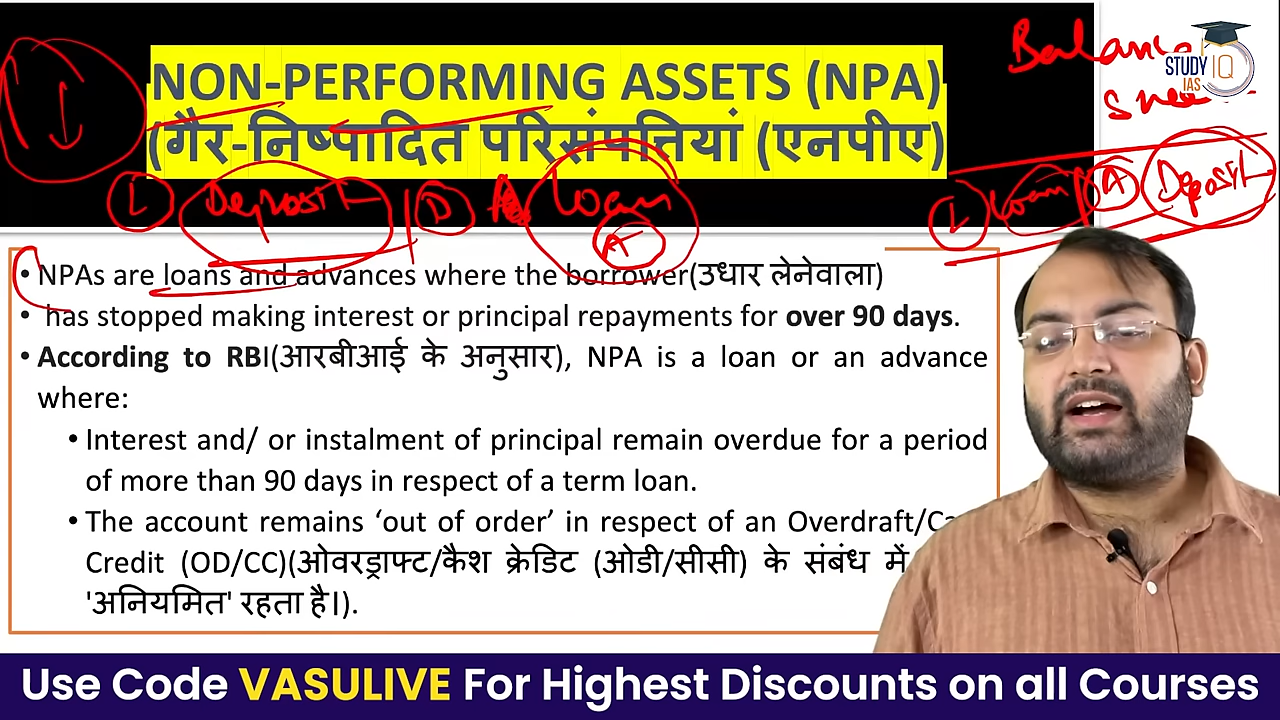 Balance
STUDY IQ
IAS
NON-PERFORMING ASSETS (NPA)
(गैर-निष्पादित परिसंपत्तियां (एनपीए)
L Deposit D Loan
A
L Loan A Deposit
• NPAs are loans and advances where the borrower(उधार लेनेवाला)
• has stopped making interest or principal repayments for over 90 days.
• According to RBI(आरबीआई के अनुसार), NPA is a loan or an advance
where:
• Interest and/ or instalment of principal remain overdue for a period
of more than 90 days in respect of a term loan.
• The account remains ‘out of order’ in respect of an Overdraft/Ca
Credit (OD/CC)(ओवरड्राफ्ट/कैश क्रेडिट (ओडी/सीसी) के संबंध में
'अनियमित' रहता है।).
Use Code VASULIVE For Highest Discounts on all Courses